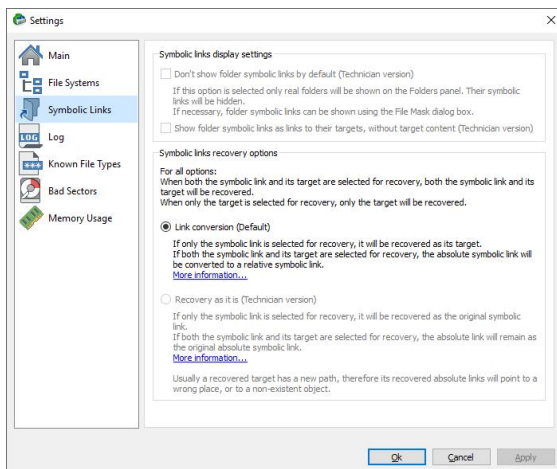 Settings
Main
File Systems
Symbolic Links
LOG
Log
Known File Types
Bad Sectors
Memory Usage
Symbolic links display settings
Don't show folder symbolic links by default (Technician version)
If this option is selected only real folders will be shown on the Folders panel. Their symbolic
links will be hidden.
If necessary, folder symbolic links can be shown using the File Mask dialog box.
Show folder symbolic links as links to their targets, without target content (Technician version)
Symbolic links recovery options
For all options:
When both the symbolic link and its target are selected for recovery, both the symbolic link and its
target will be recovered.
When only the target is selected for recovery, only the target will be recovered.
Link conversion (Default)
If only the symbolic link is selected for recovery, it will be recovered as its target.
If both the symbolic link and its target are selected for recovery, the absolute symbolic link will
be converted to a relative symbolic link.
More information...
Recovery as it is (Technician version)
If only the symbolic link is selected for recovery, it will be recovered as the original symbolic
link.
If both the symbolic link and its target are selected for recovery, the absolute link will remain as
the original absolute symbolic link.
More information...
Usually a recovered target has a new path, therefore its recovered absolute links will point to a
wrong place, or to a non-existent object.
Ok
Cancel
Apply